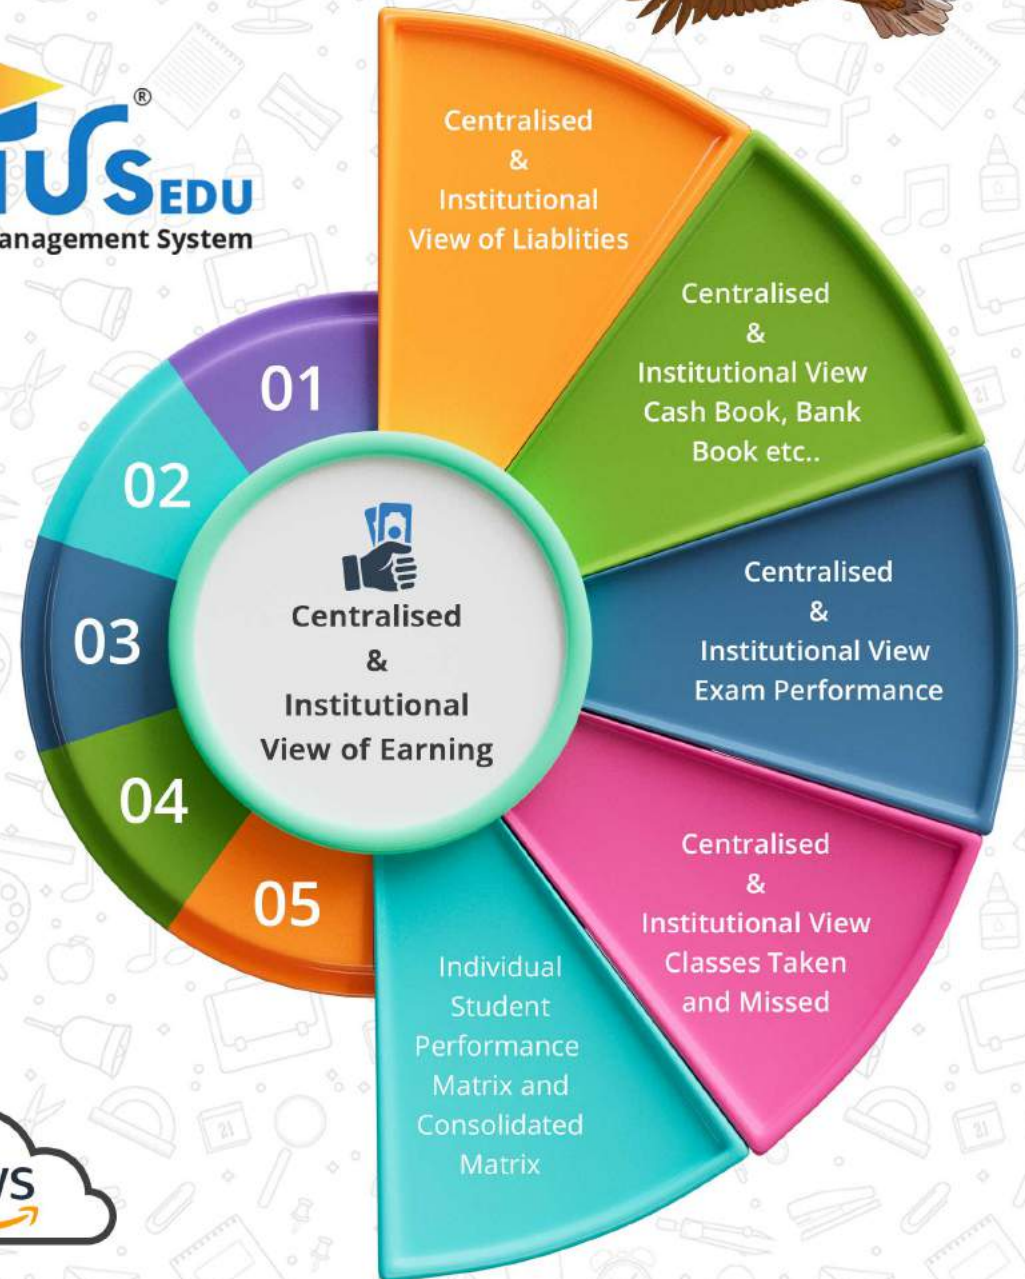 ®
EDU
Management System
Centralised
&
Institutional
View of Liablities
Centralised
&
Institutional View
Cash Book, Bank
Book etc..
Centralised
&
Institutional View
Exam Performance
Centralised
&
Institutional View
Classes Taken
and Missed
Individual
Student
Performance
Matrix and
Consolidated
Matrix
01
02
03
04
05
Centralised
&
Institutional
View of Earning